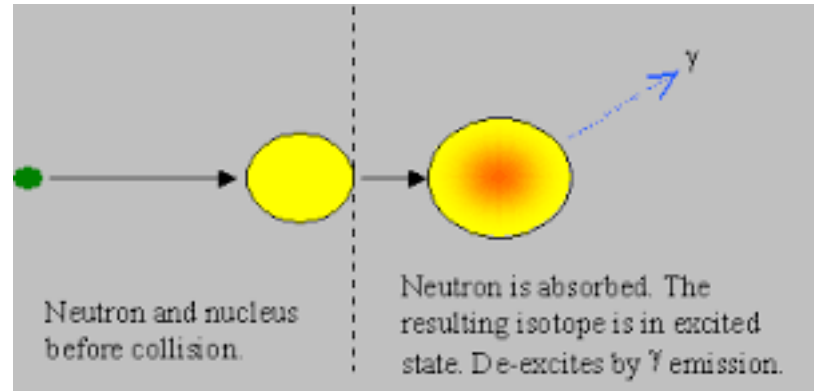 γ
Neutron and nucleus
before collision.
Neutron is absorbed. The
resulting isotope is in excited
state. De-excites by γ emission.